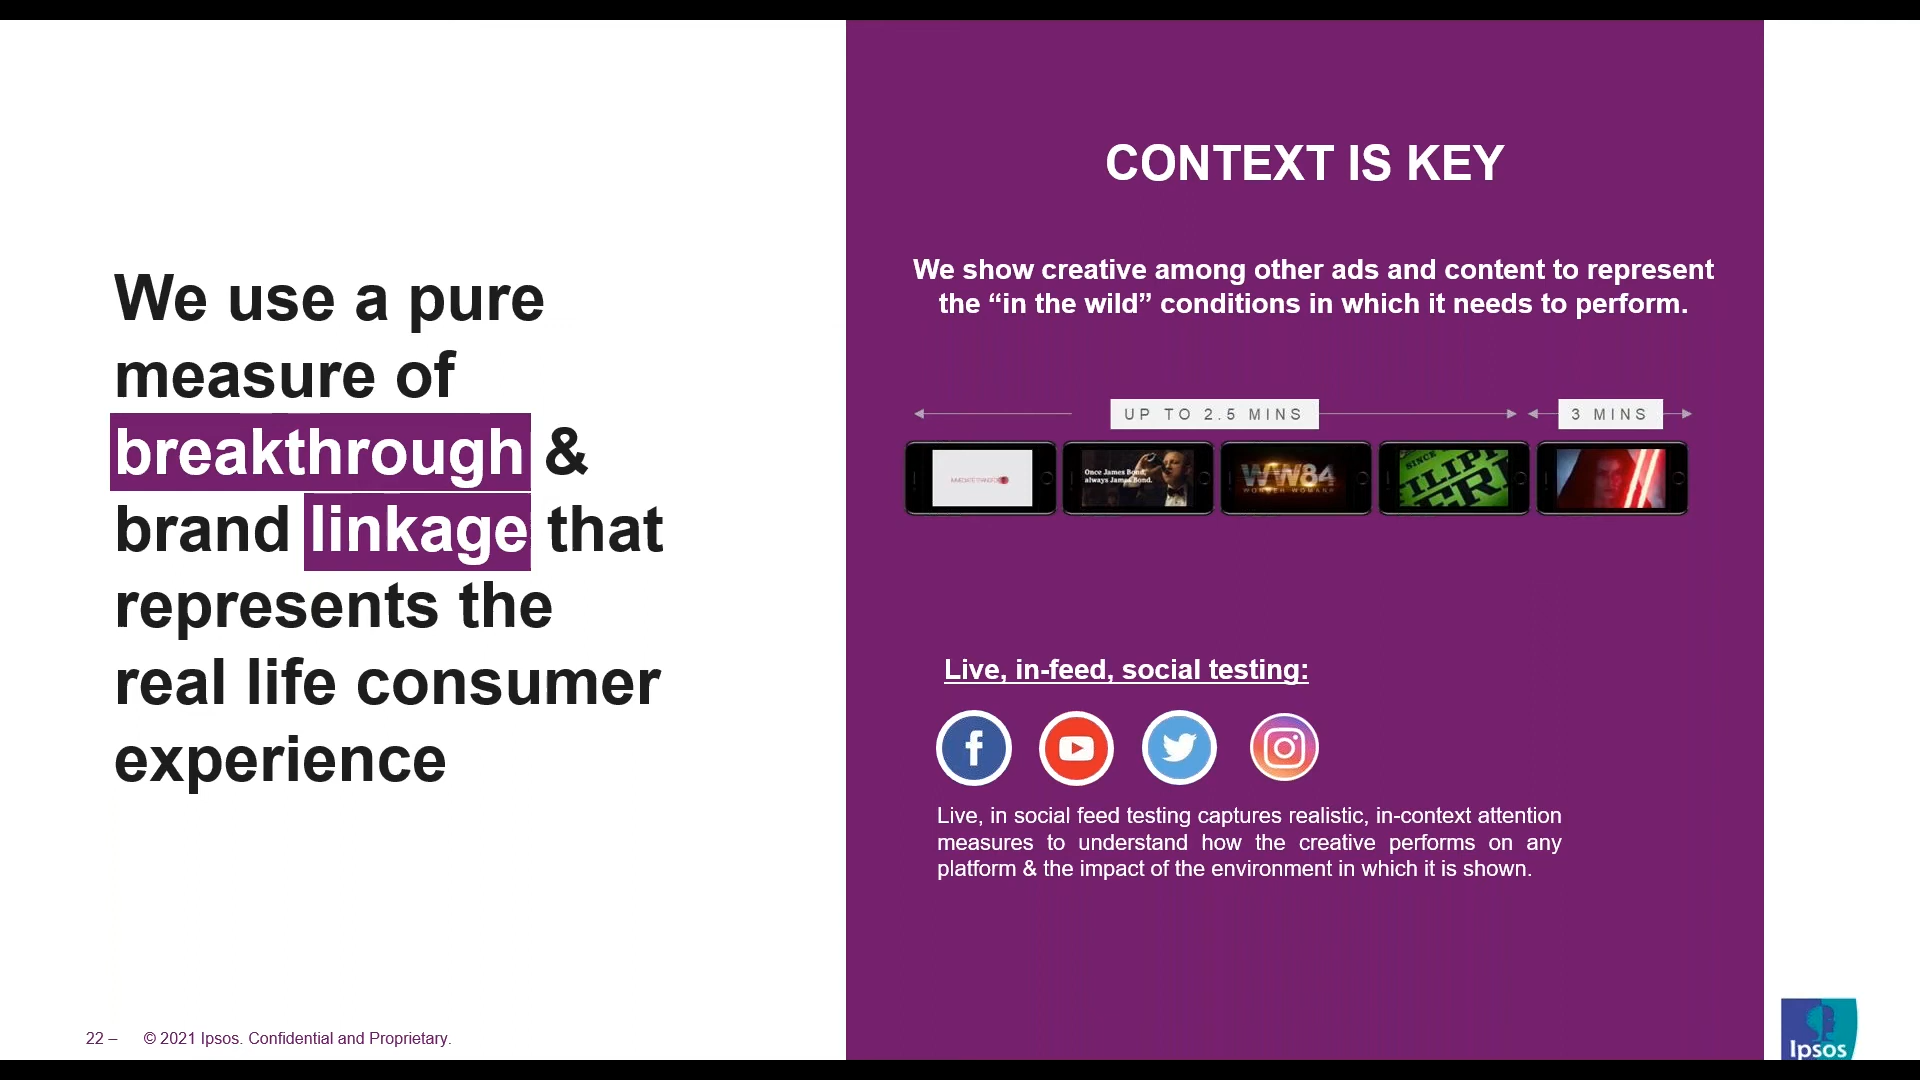 We use a pure
measure of
breakthrough &
brand linkage that
represents the
real life consumer
experience
CONTEXT IS KEY
We show creative among other ads and content to represent
the “in the wild” conditions in which it needs to perform.
UP TO 2.5 MINS
3 MINS
Once James Bond,
always James Bond.
WW84
WONDER WOMAN
SINCE
Live, in-feed, social testing:
Live, in social feed testing captures realistic, in-context attention
measures to understand how the creative performs on any
platform & the impact of the environment in which it is shown.
22 –
© 2021 Ipsos. Confidential and Proprietary.
Ipsos